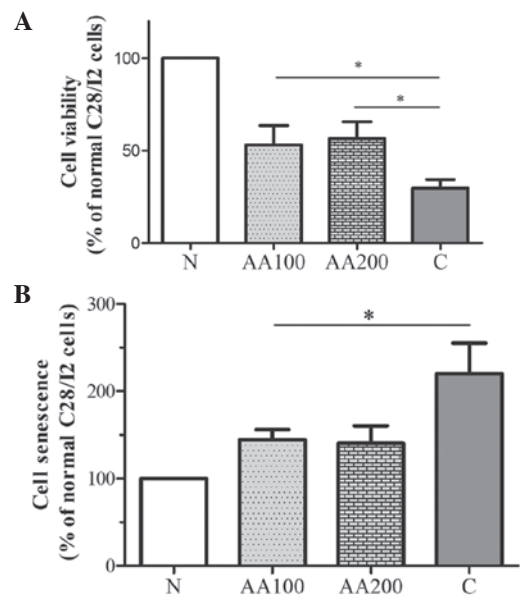 A
Cell viability
(% of normal C28/I2 cells)
100
50
0
*
*
N AA100 AA200 C
B
Cell senescence
(% of normal C28/I2 cells)
300
200
100
0
*
N AA100 AA200 C